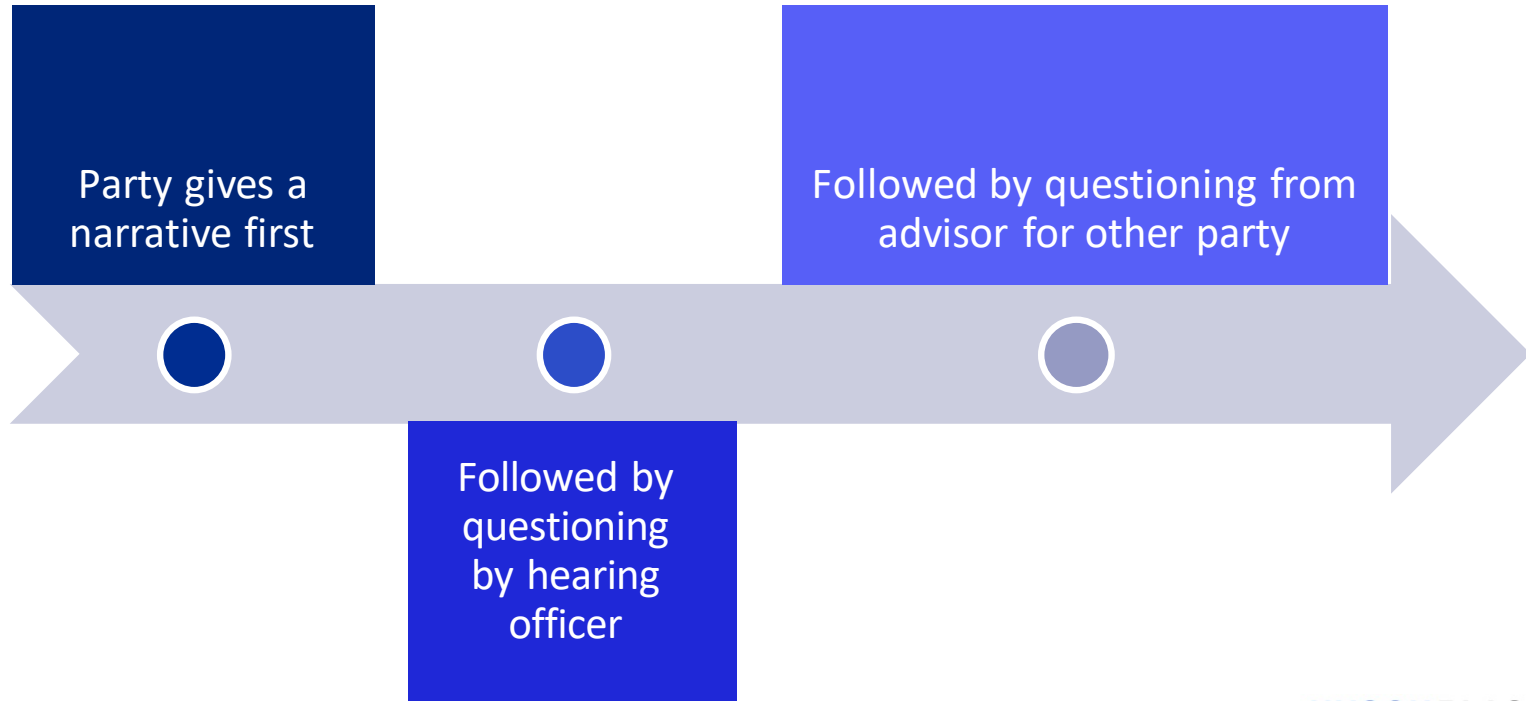 Party gives a
narrative first
Followed by
questioning
by hearing
officer
Followed by questioning from
advisor for other party